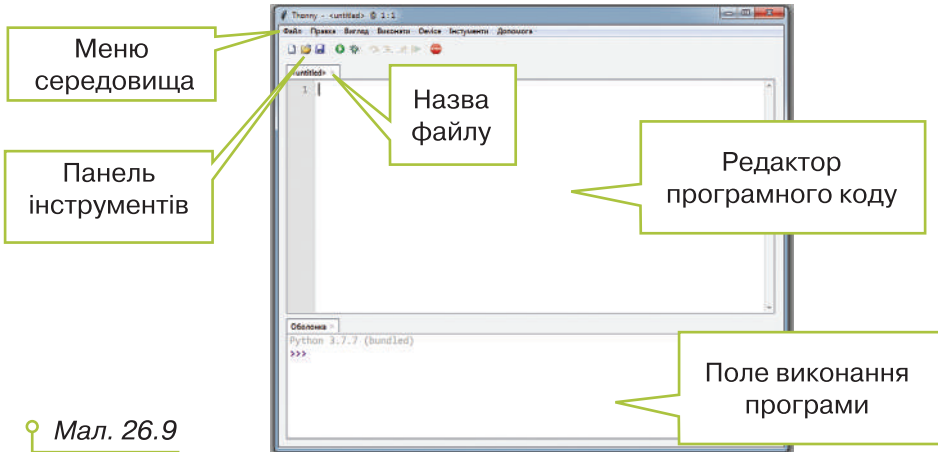 Thonny - <untitled> @ 1:1
Файл Правка Вигляд Виконати Device Інструменти Допомога
<untitled>
1
Меню
середовища
Назва
файлу
Панель
інструментів
Редактор
програмного коду
Оболонка
Python 3.7.7 (bundled)
>>>
Поле виконання
програми
Мал. 26.9